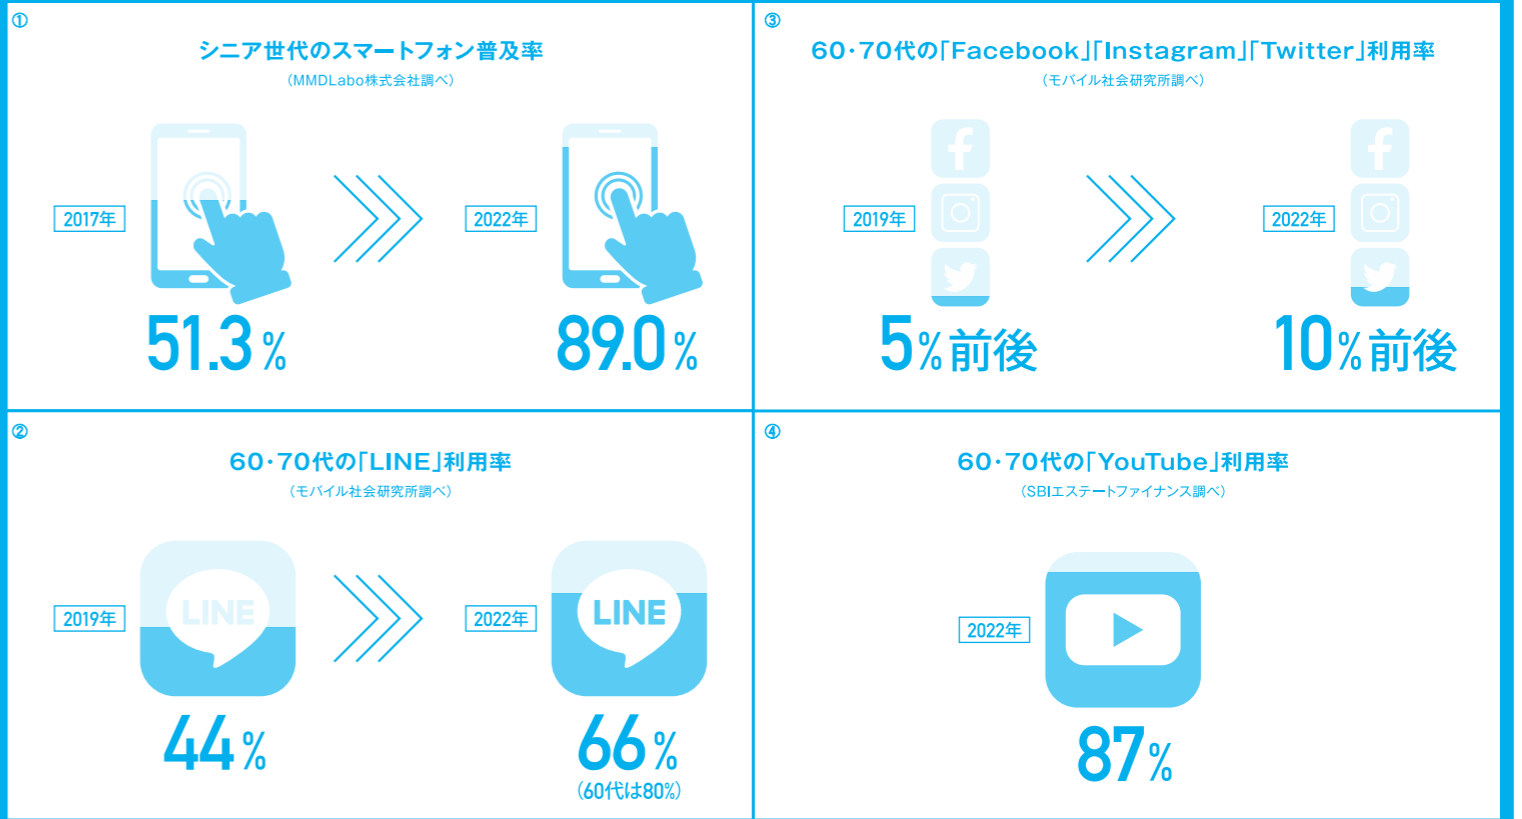 ①
シニア世代のスマートフォン普及率
(MMDLabo株式会社調べ)
2017年
51.3%
2022年
89.0%
②
60・70代の「LINE」利用率
(モバイル社会研究所調べ)
2019年
LINE
44%
2022年
LINE
66%
(60代は80%)
③
60・70代の「Facebook」「Instagram」「Twitter」利用率
(モバイル社会研究所調べ)
2019年
5%前後
2022年
10%前後
④
60・70代の「YouTube」利用率
(SBIエステートファイナンス調べ)
2022年
87%